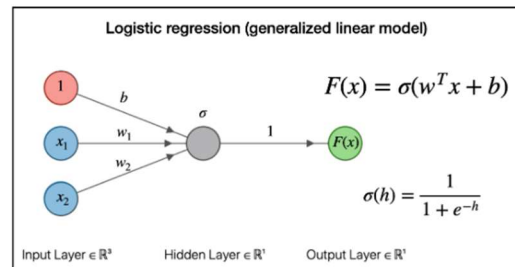 Logistic regression (generalized linear model)
1
b
σ
F(x) = σ(wᵀx + b)
x₁
w₁
1
F(x)
w₂
x₂
σ(h) = 1 / (1 + e⁻ʰ)
Input Layer ∈ ℝ³
Hidden Layer ∈ ℝ¹
Output Layer ∈ ℝ¹